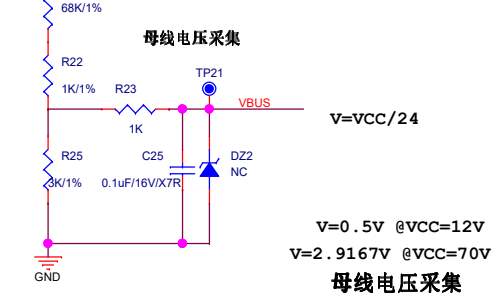 68K/1%
母线电压采集
R22
TP21
1K/1%
R23
VBUS
1K
V=VCC/24
R25
C25
DZ2
3K/1%
0.1uF/16V/X7R
NC
V=0.5V @VCC=12V
V=2.9167V @VCC=70V
GND
母线电压采集